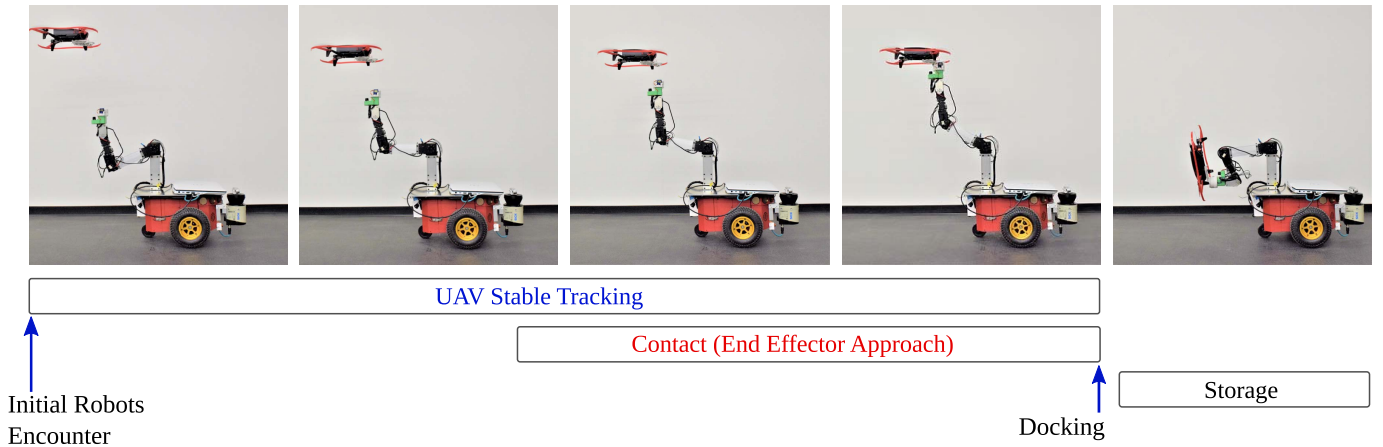 UAV Stable Tracking
Contact (End Effector Approach)
Storage
Initial Robots
Encounter
Docking